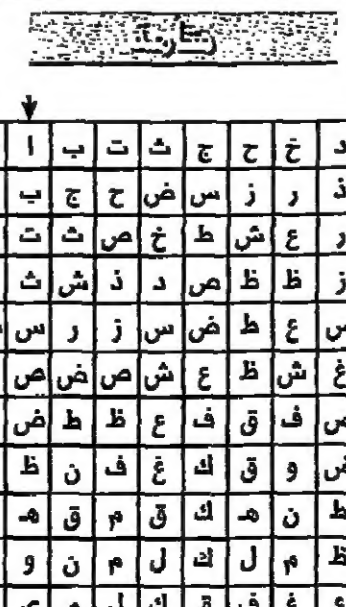 د خ ح ج ث ت ب ا
ذ ر ز س ض ح ج ب
ر ع ش ط خ ص ث ت
ز ظ ظ ص د ذ ش ث
ع ط ض س ز ر س
غ ش ظ ع ش ص ض ص
ف ق ف ع ظ ط ض
و ق ك غ ف ن ظ
ط ن هـ ك ق م ق هـ
ظ م ل ك ل م ن و